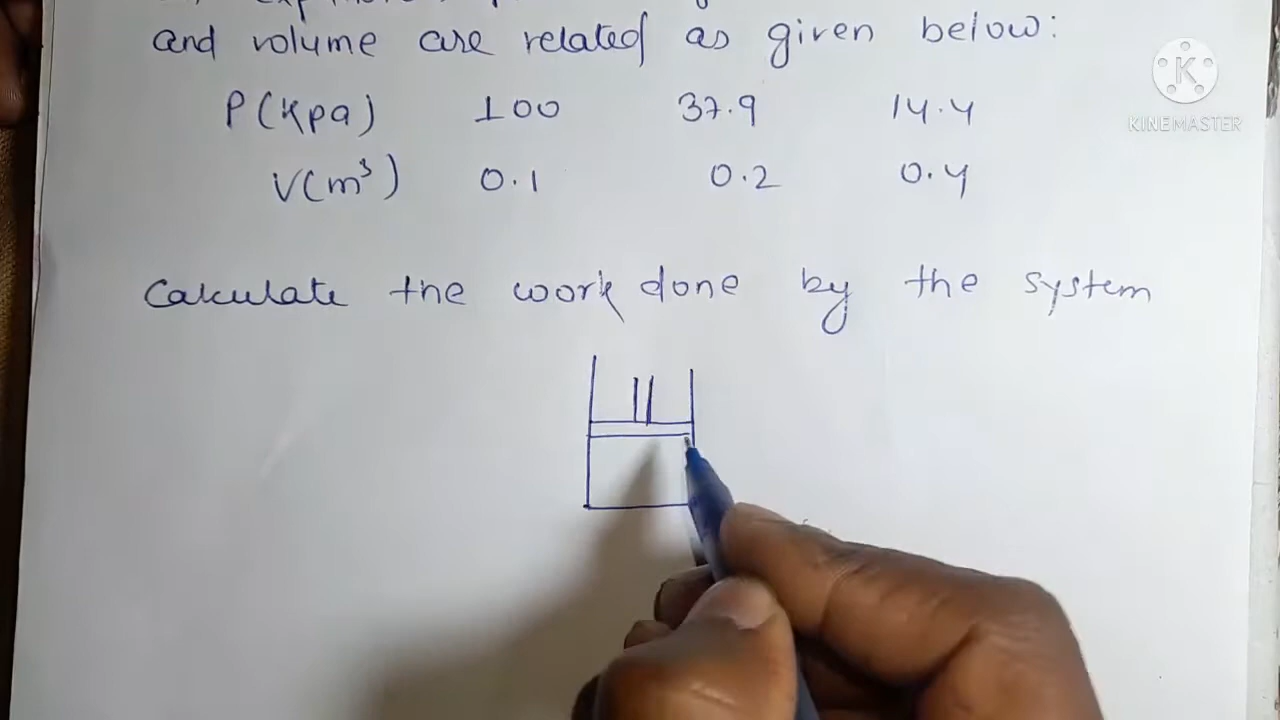 and volume are related as given below:
P(Kpa) 100 37.9 14.4
V(m³) 0.1 0.2 0.4
Calculate the work done by the system
K
KINEMASTER